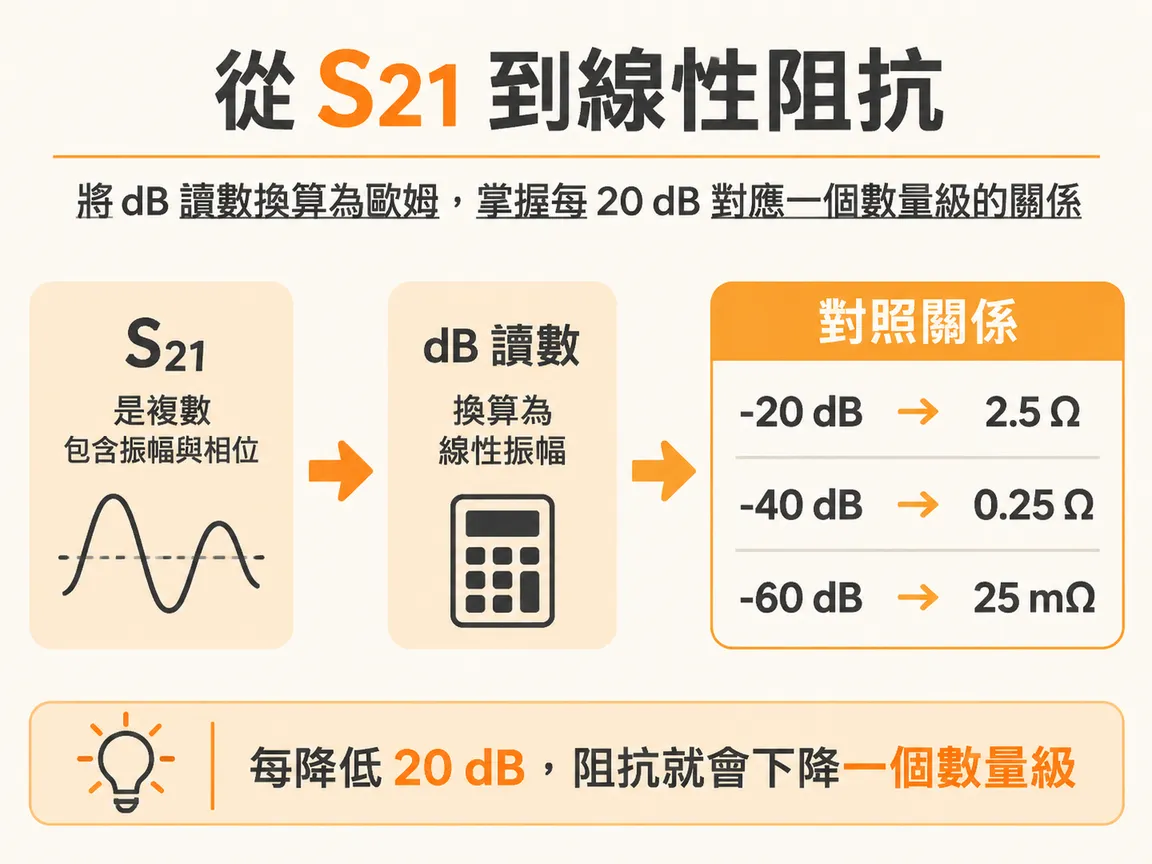 從 S21 到線性阻抗
將 dB 讀數換算為歐姆，掌握每 20 dB 對應一個數量級的關係
S21
是複數
包含振幅與相位
dB 讀數
換算為
線性振幅
對照關係
-20 dB → 2.5 Ω
-40 dB → 0.25 Ω
-60 dB → 25 mΩ
每降低 20 dB，阻抗就會下降一個數量級